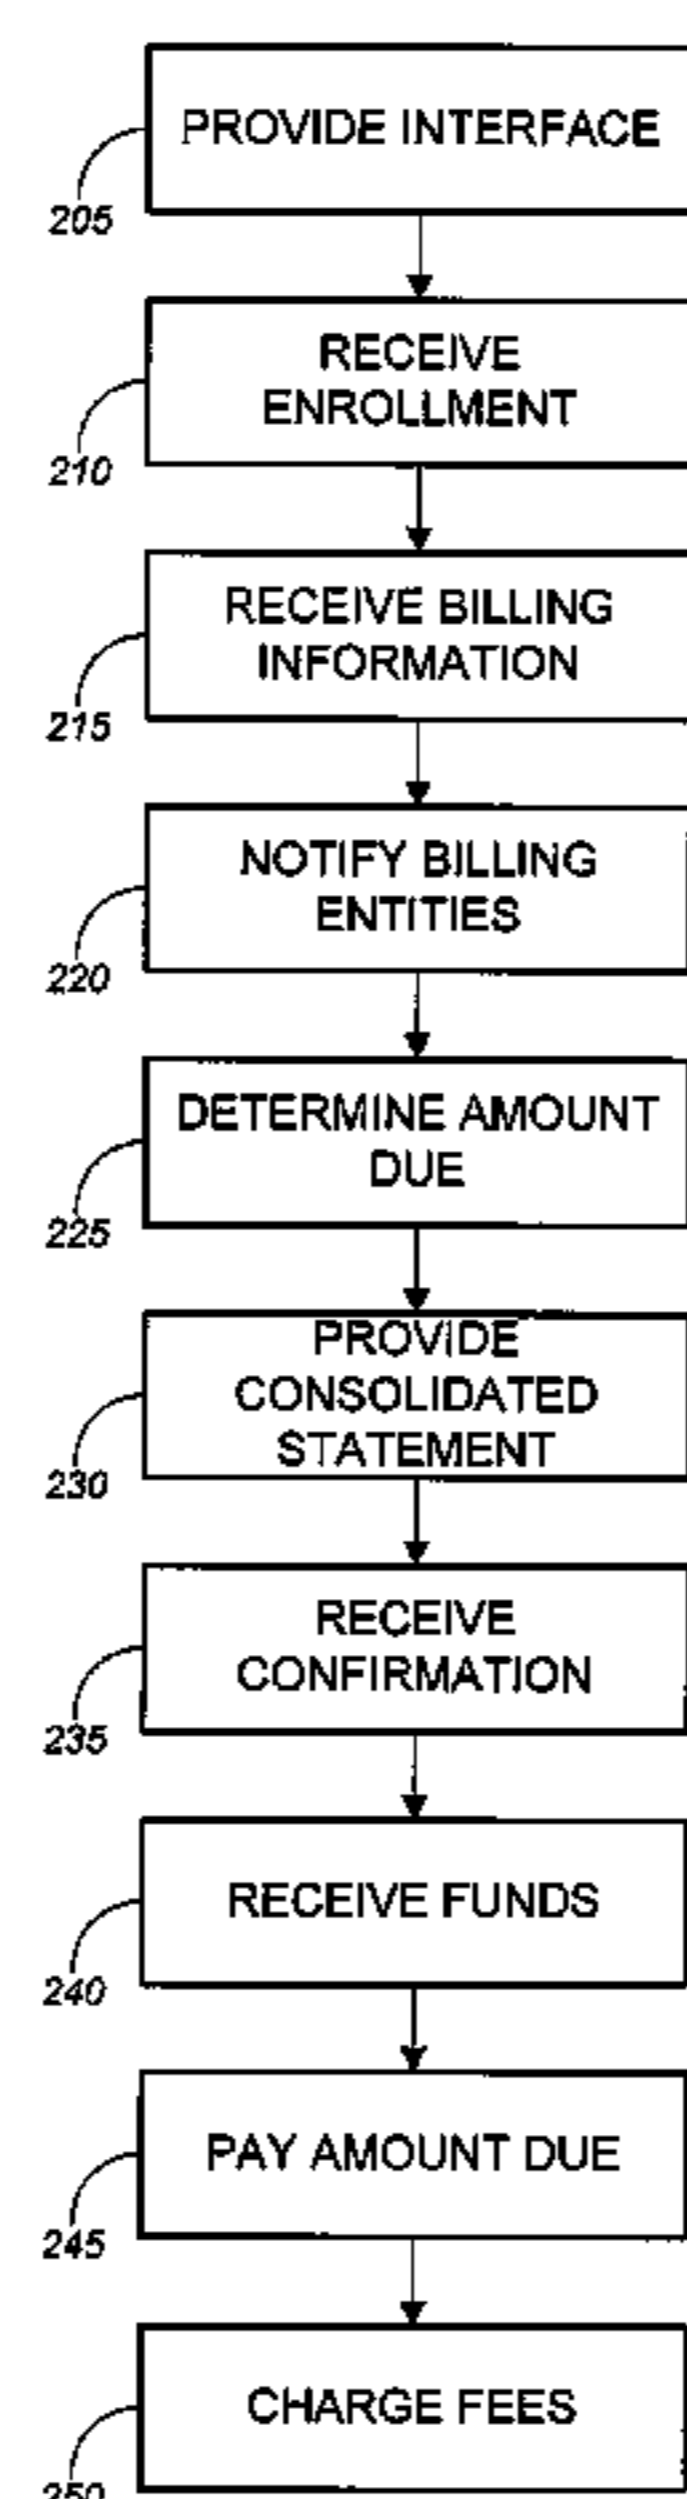 PROVIDE INTERFACE
205
RECEIVE
ENROLLMENT
210
RECEIVE BILLING
INFORMATION
215
NOTIFY BILLING
ENTITIES
220
DETERMINE AMOUNT
DUE
225
PROVIDE
CONSOLIDATED
STATEMENT
230
RECEIVE
CONFIRMATION
235
RECEIVE FUNDS
240
PAY AMOUNT DUE
245
CHARGE FEES
250